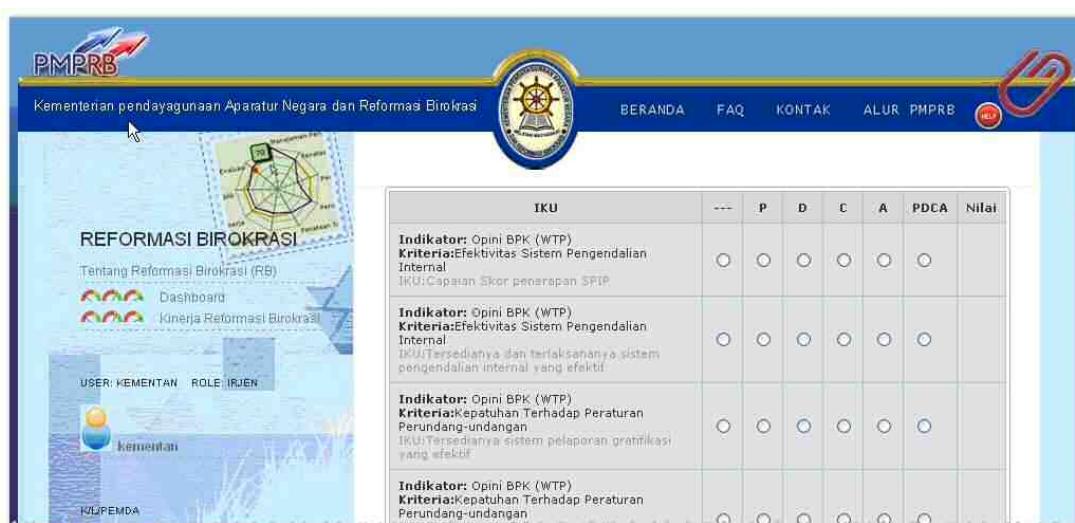 PMPRB
Kementerian pendayagunaan Aparatur Negara dan Reformasi Birokrasi
BERANDA FAQ KONTAK ALUR PMPRB HELP
REFORMASI BIROKRASI
Tentang Reformasi Birokrasi (RB)
Dashboard
Kinerja Reformasi Birokrasi
USER: KEMENTAN ROLE: IRJEN
kementan
K/L/PEMDA
IKU --- P D C A PDCA Nilai
Indikator: Opini BPK (WTP)
Kriteria:Efektivitas Sistem Pengendalian
Internal
IKU:Capaian Skor penerapan SPIP
Indikator: Opini BPK (WTP)
Kriteria:Efektivitas Sistem Pengendalian
Internal
IKU:Tersedianya dan terlaksananya sistem
pengendalian internal yang efektif
Indikator: Opini BPK (WTP)
Kriteria:Kepatuhan Terhadap Peraturan
Perundang-undangan
IKU:Tersedianya sistem pelaporan gratifikasi
yang efektif
Indikator: Opini BPK (WTP)
Kriteria:Kepatuhan Terhadap Peraturan
Perundang-undangan